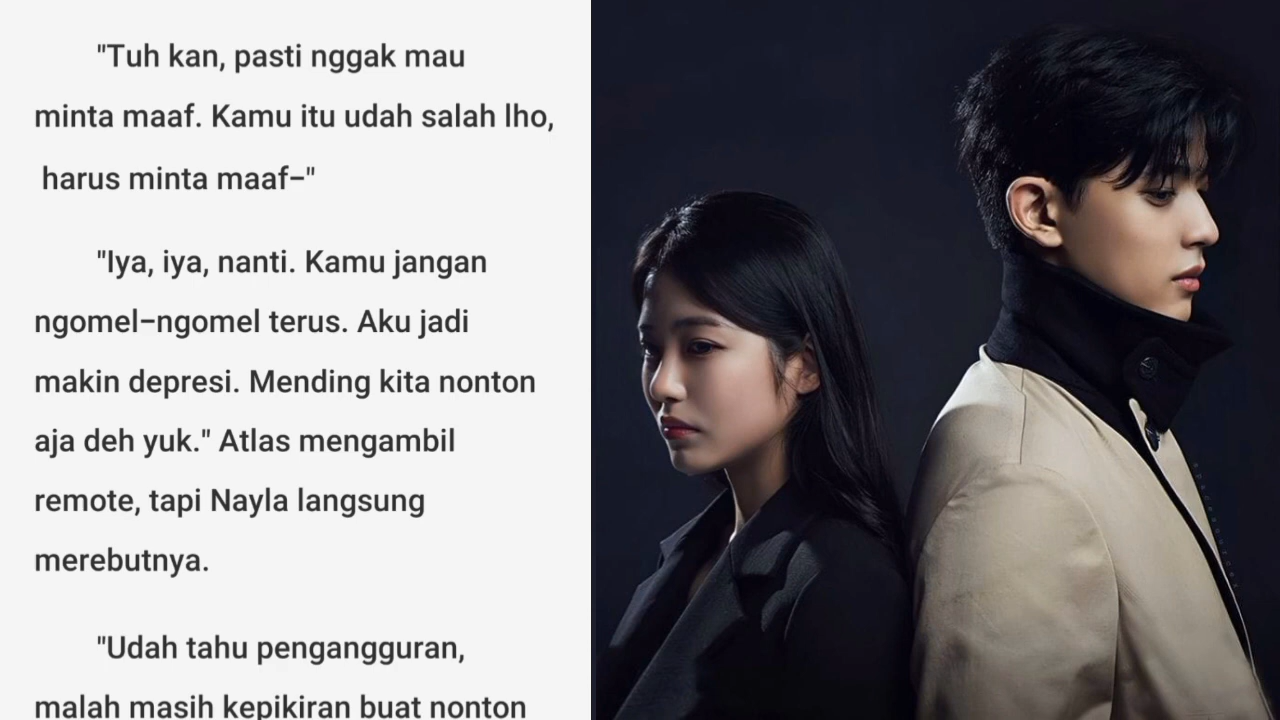 "Tuh kan, pasti nggak mau
minta maaf. Kamu itu udah salah lho,
harus minta maaf–"
"Iya, iya, nanti. Kamu jangan
ngomel–ngomel terus. Aku jadi
makin depresi. Mending kita nonton
aja deh yuk." Atlas mengambil
remote, tapi Nayla langsung
merebutnya.
"Udah tahu pengangguran,
malah masih kepikiran buat nonton